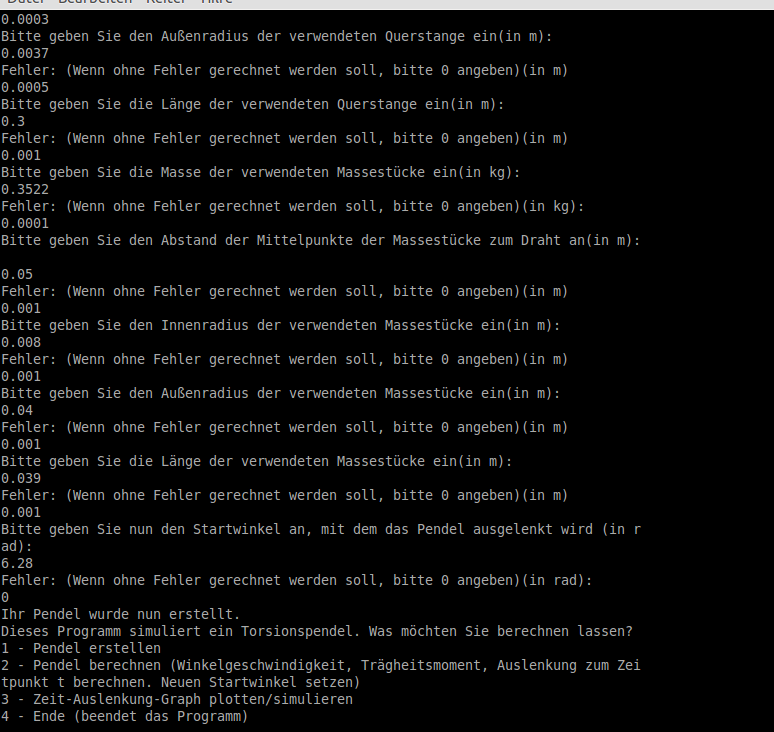 Datei Bearbeiten Reiter Hilfe
0.0003
Bitte geben Sie den Außenradius der verwendeten Querstange ein(in m):
0.0037
Fehler: (Wenn ohne Fehler gerechnet werden soll, bitte 0 angeben)(in m)
0.0005
Bitte geben Sie die Länge der verwendeten Querstange ein(in m):
0.3
Fehler: (Wenn ohne Fehler gerechnet werden soll, bitte 0 angeben)(in m)
0.001
Bitte geben Sie die Masse der verwendeten Massestücke ein(in kg):
0.3522
Fehler: (Wenn ohne Fehler gerechnet werden soll, bitte 0 angeben)(in kg):
0.0001
Bitte geben Sie den Abstand der Mittelpunkte der Massestücke zum Draht an(in m):
0.05
Fehler: (Wenn ohne Fehler gerechnet werden soll, bitte 0 angeben)(in m)
0.001
Bitte geben Sie den Innenradius der verwendeten Massestücke ein(in m):
0.008
Fehler: (Wenn ohne Fehler gerechnet werden soll, bitte 0 angeben)(in m)
0.001
Bitte geben Sie den Außenradius der verwendeten Massestücke ein(in m):
0.04
Fehler: (Wenn ohne Fehler gerechnet werden soll, bitte 0 angeben)(in m)
0.001
Bitte geben Sie die Länge der verwendeten Massestücke ein(in m):
0.039
Fehler: (Wenn ohne Fehler gerechnet werden soll, bitte 0 angeben)(in m)
0.001
Bitte geben Sie nun den Startwinkel an, mit dem das Pendel ausgelenkt wird (in r
ad):
6.28
Fehler: (Wenn ohne Fehler gerechnet werden soll, bitte 0 angeben)(in rad):
0
Ihr Pendel wurde nun erstellt.
Dieses Programm simuliert ein Torsionspendel. Was möchten Sie berechnen lassen?
1 - Pendel erstellen
2 - Pendel berechnen (Winkelgeschwindigkeit, Trägheitsmoment, Auslenkung zum Zei
tpunkt t berechnen. Neuen Startwinkel setzen)
3 - Zeit-Auslenkung-Graph plotten/simulieren
4 - Ende (beendet das Programm)